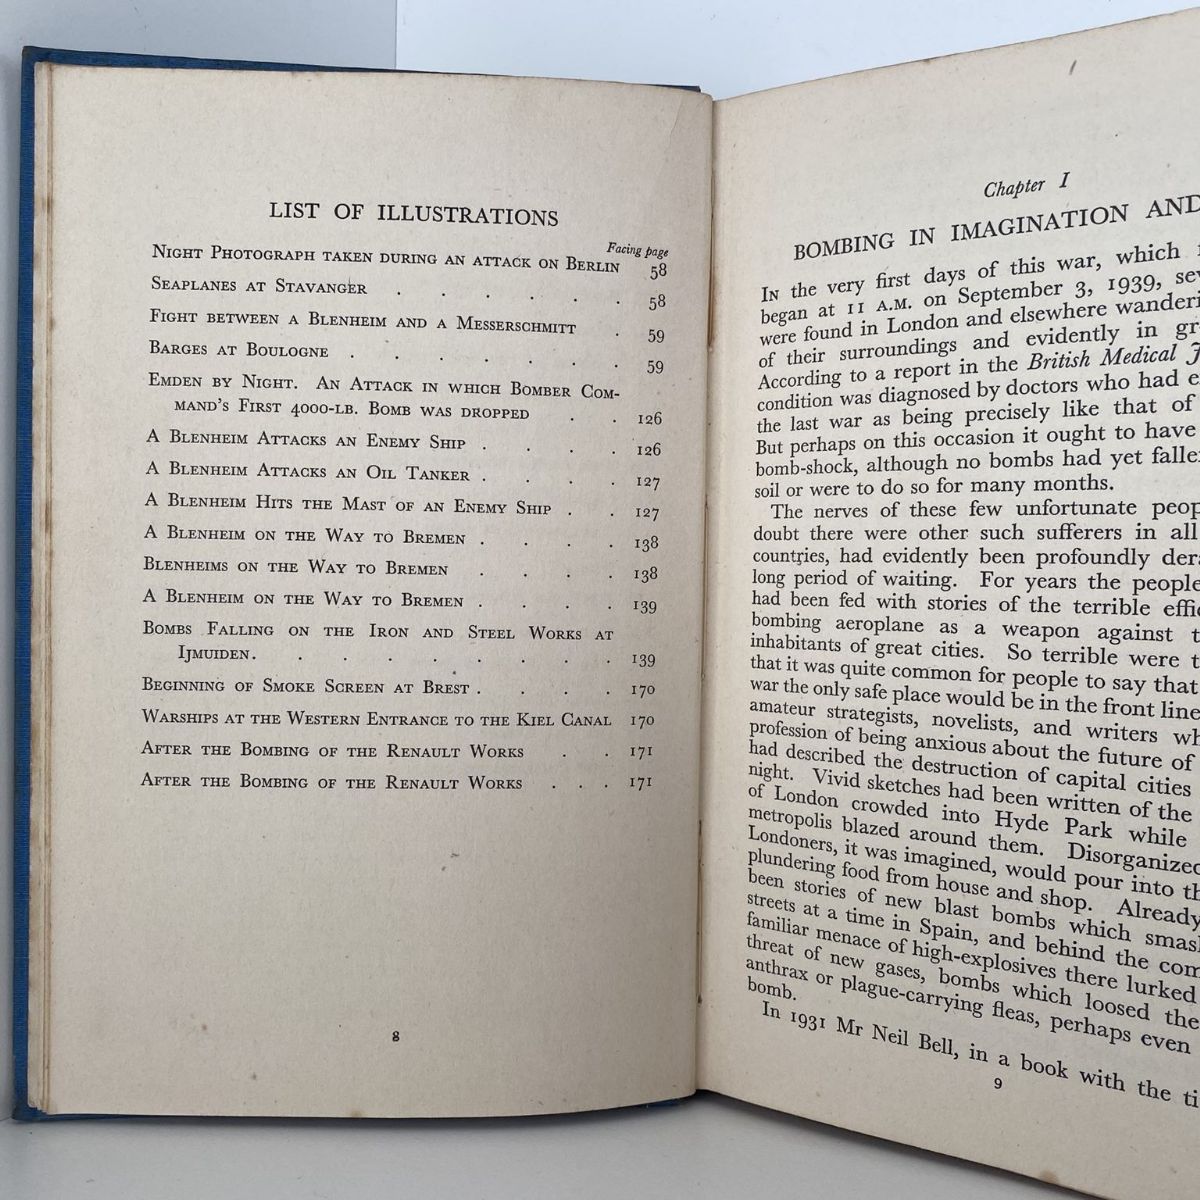 LIST OF ILLUSTRATIONS
Facing page
Night Photograph taken during an attack on Berlin 58
Seaplanes at Stavanger . . . . . . 58
Fight between a Blenheim and a Messerschmitt . 59
Barges at Boulogne . . . . . . 59
Emden by Night. An Attack in which Bomber Com-
mand's First 4000-lb. Bomb was dropped . . 126
A Blenheim Attacks an Enemy Ship . . . . 126
A Blenheim Attacks an Oil Tanker . . . . 127
A Blenheim Hits the Mast of an Enemy Ship . . 127
A Blenheim on the Way to Bremen . . . . 138
Blenheims on the Way to Bremen . . . . 138
A Blenheim on the Way to Bremen . . . . 139
Bombs Falling on the Iron and Steel Works at
Ijmuiden. . . . . . . . . 139
Beginning of Smoke Screen at Brest . . . . 170
Warships at the Western Entrance to the Kiel Canal 170
After the Bombing of the Renault Works . . 171
After the Bombing of the Renault Works . . . 171
8
Chapter I
BOMBING IN IMAGINATION AND
In the very first days of this war, which
began at 11 A.M. on September 3, 1939,
were found in London and elsewhere
of their surroundings and evidently in
According to a report in the British Medical
condition was diagnosed by doctors who had
the last war as being precisely like that of
But perhaps on this occasion it ought to have
bomb-shock, although no bombs had yet
soil or were to do so for many months.
The nerves of these few unfortunate
doubt there were other such sufferers in all
countries, had evidently been profoundly
long period of waiting. For years the people
had been fed with stories of the terrible
bombing aeroplane as a weapon against
inhabitants of great cities. So terrible were
that it was quite common for people to say that
war the only safe place would be in the front line
amateur strategists, novelists, and writers
profession of being anxious about the future of
had described the destruction of capital cities
night. Vivid sketches had been written of the
of London crowded into Hyde Park while
metropolis blazed around them. Disorganized
Londoners, it was imagined, would pour into
plundering food from house and shop. Already
been stories of new blast bombs which
streets at a time in Spain, and behind the
familiar menace of high-explosives there lurked
threat of new gases, bombs which loosed the
anthrax or plague-carrying fleas, perhaps even
bomb.
In 1931 Mr Neil Bell, in a book with the
9